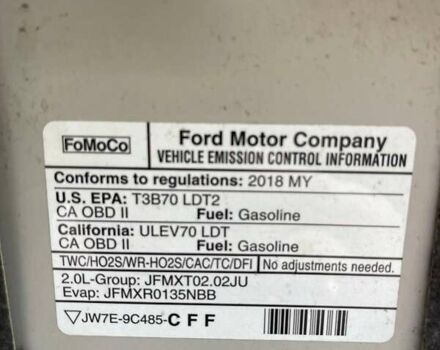 FoMoCo
Ford Motor Company
VEHICLE EMISSION CONTROL INFORMATION
Conforms to regulations: 2018 MY
U.S. EPA: T3B70 LDT2
CA OBD II Fuel: Gasoline
California: ULEV70 LDT
CA OBD II Fuel: Gasoline
TWC/HO2S/WR-HO2S/CAC/TC/DFI No adjustments needed.
2.0L-Group: JFMXT02.02JU
Evap: JFMXR0135NBB
▽JW7E-9C485-CFF